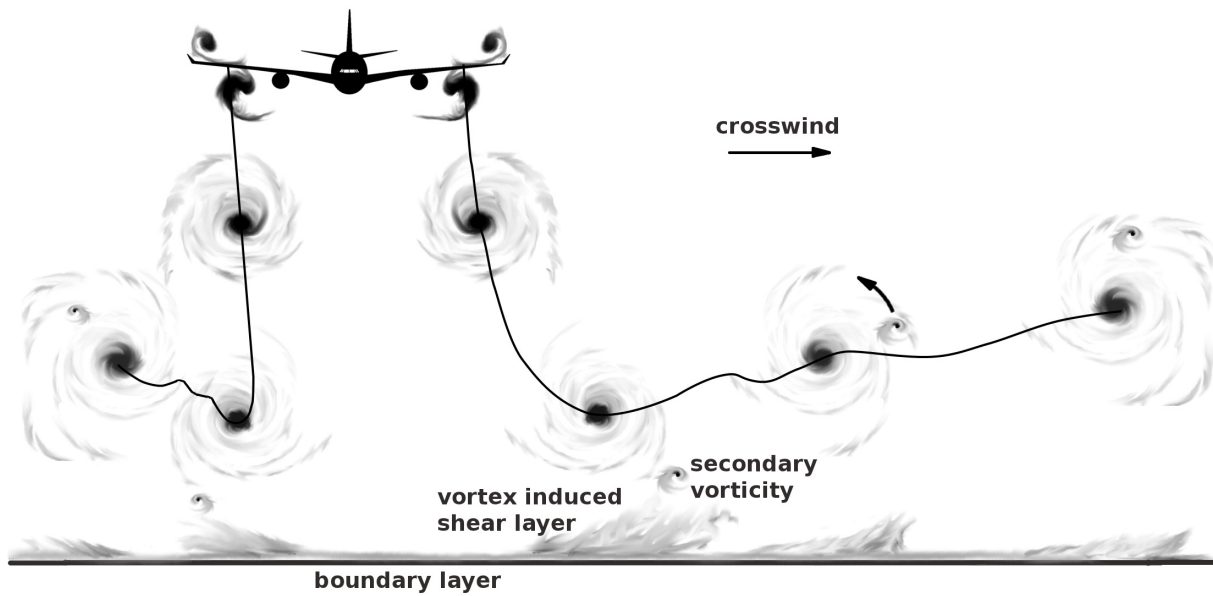 crosswind
secondary
vorticity
vortex induced
shear layer
boundary layer